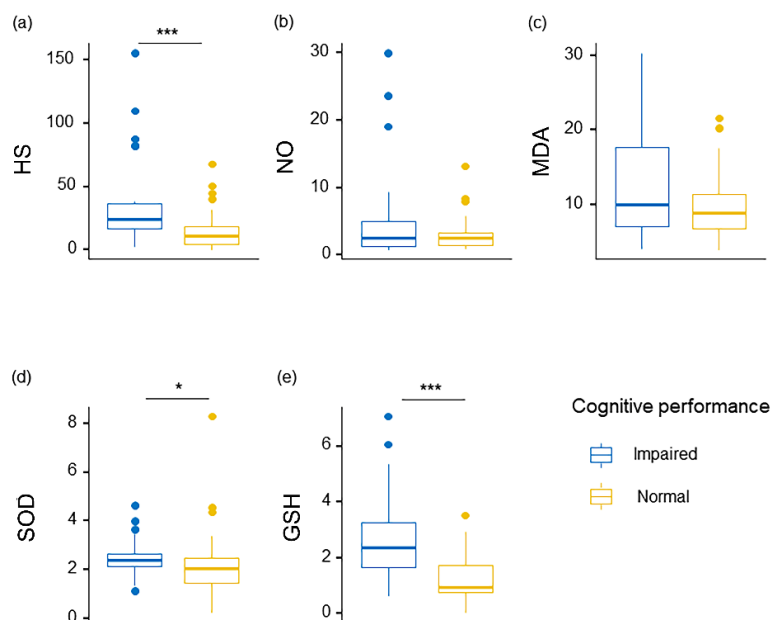 (a)
***
HS
150
100
50
0
(b)
NO
30
20
10
0
(c)
MDA
30
20
10
(d)
*
SOD
8
6
4
2
0
(e)
***
GSH
6
4
2
0
Cognitive performance
Impaired
Normal